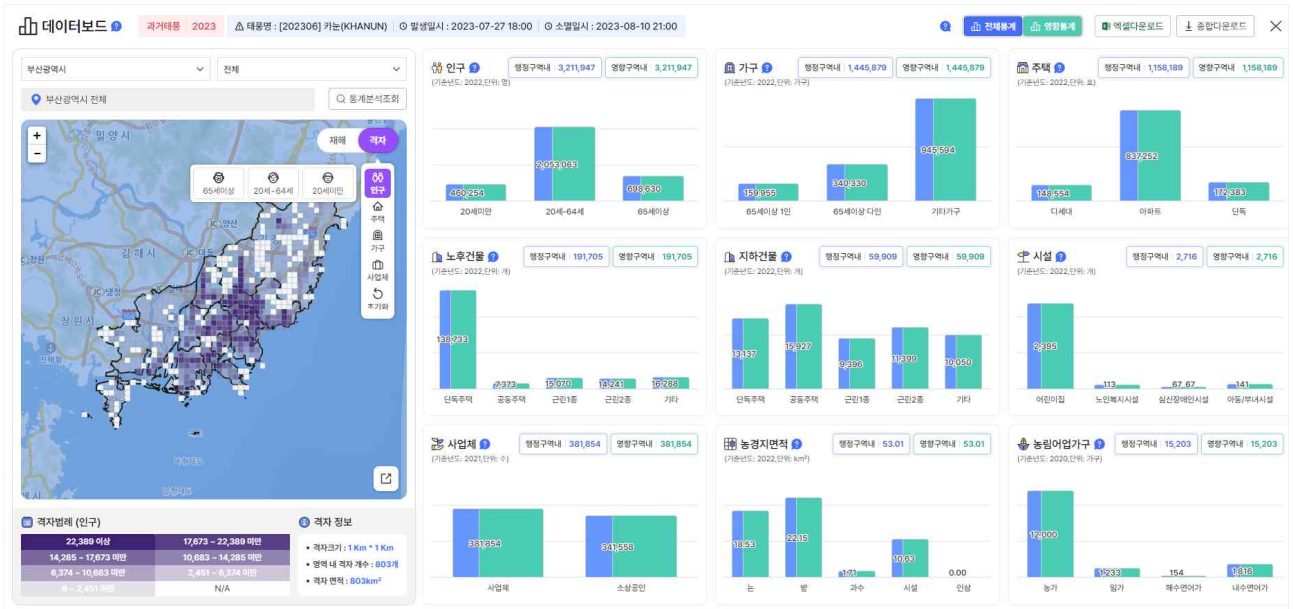 데이터보드
과거태풍 2023
태풍명 : [202306] 카눈(KHANUN) 발생일시 : 2023-07-27 18:00 소멸일시 : 2023-08-10 21:00
전체통계 영향통계 엑셀다운로드 종합다운로드
부산광역시 전체
부산광역시 전체 통계분석조회
+
−
재해 격자
65세이상 20세~64세 20세미만
인구
주택
가구
사업체
초기화
밀양시
김해시
창원시
격자범례 (인구)
22,389 이상 17,673 ~ 22,389 미만
14,285 ~ 17,673 미만 10,683 ~ 14,285 미만
6,374 ~ 10,683 미만 2,451 ~ 6,374 미만
6 ~ 2,451 미만 N/A
격자 정보
• 격자크기 : 1 Km * 1 Km
• 영역 내 격자 개수 : 803개
• 격자 면적 : 803km²
인구 행정구역내 3,211,947 영향구역내 3,211,947
(기준년도: 2022,단위: 명)
460,254 2,053,063 698,630
20세미만 20세-64세 65세이상
가구 행정구역내 1,445,879 영향구역내 1,445,879
(기준년도: 2022,단위: 가구)
159,955 340,330 945,594
65세이상 1인 65세이상 다인 기타가구
주택 행정구역내 1,158,189 영향구역내 1,158,189
(기준년도: 2022,단위: 호)
148,554 837,252 172,383
다세대 아파트 단독
노후건물 행정구역내 191,705 영향구역내 191,705
(기준년도: 2022,단위: 개)
138,733 7,373 15,070 14,241 16,288
단독주택 공동주택 근린1종 근린2종 기타
지하건물 행정구역내 59,909 영향구역내 59,909
(기준년도: 2022,단위: 개)
13,137 15,927 9,396 11,399 10,050
단독주택 공동주택 근린1종 근린2종 기타
시설 행정구역내 2,716 영향구역내 2,716
(기준년도: 2022,단위: 개)
2,395 113 67, 67 141
어린이집 노인복지시설 심신장애인시설 아동/부녀시설
사업체 행정구역내 381,854 영향구역내 381,854
(기준년도: 2021,단위: 수)
381,854 341,558
사업체 소상공인
농경지면적 행정구역내 53.01 영향구역내 53.01
(기준년도: 2022,단위: km²)
18.53 22.15 1.71 10.63 0.00
논 밭 과수 시설 인삼
농림어업가구 행정구역내 15,203 영향구역내 15,203
(기준년도: 2020,단위: 가구)
12,000 1,233 154 1,816
농가 임가 해수면어가 내수면어가